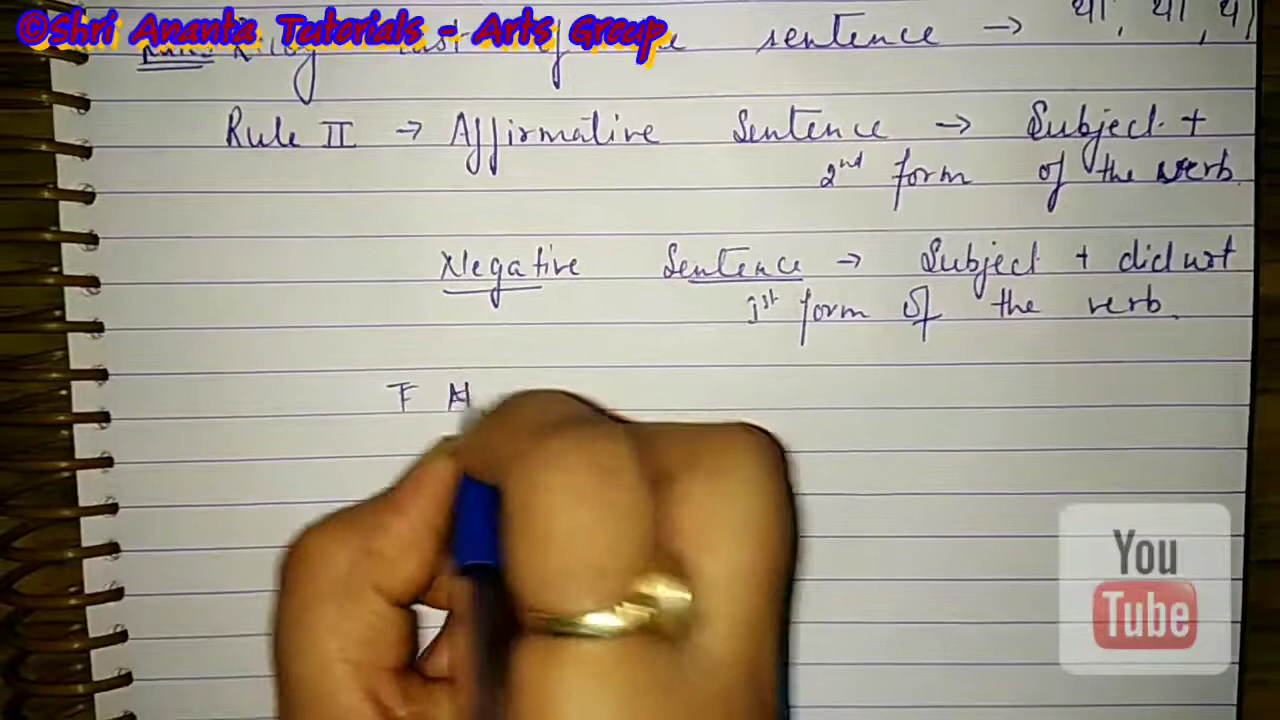 ©Shri Ananta Tutorials - Arts Group
sentence → था, थी, थे
Rule II → Affirmative Sentence → Subject +
2nd form of the verb.
Negative Sentence → Subject + did not
1st form of the verb.
You
Tube